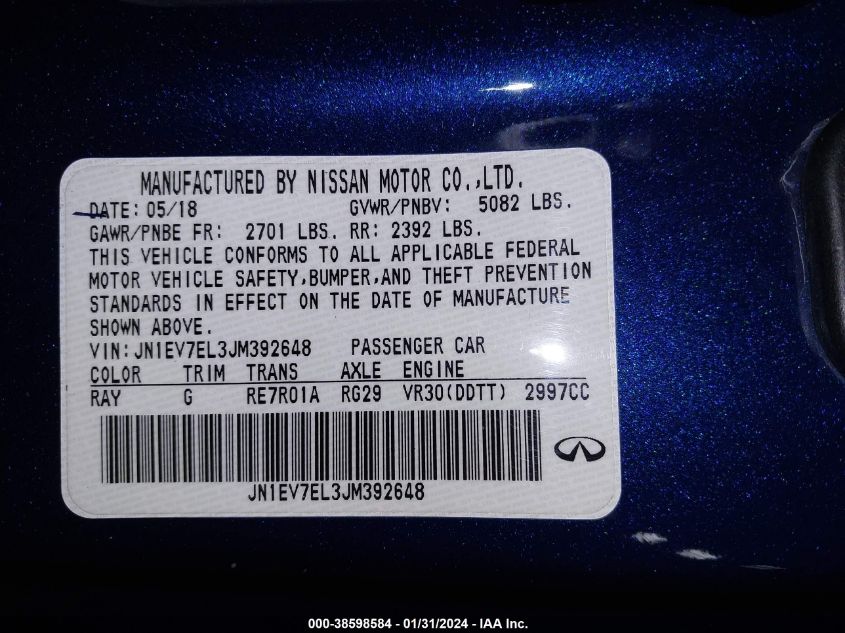 MANUFACTURED BY NISSAN MOTOR CO.,LTD.
DATE: 05/18 GVWR/PNBV: 5082 LBS.
GAWR/PNBE FR: 2701 LBS. RR: 2392 LBS.
THIS VEHICLE CONFORMS TO ALL APPLICABLE FEDERAL
MOTOR VEHICLE SAFETY,BUMPER,AND THEFT PREVENTION
STANDARDS IN EFFECT ON THE DATE OF MANUFACTURE
SHOWN ABOVE.
VIN:JN1EV7EL3JM392648 PASSENGER CAR
COLOR TRIM TRANS AXLE ENGINE
RAY G RE7R01A RG29 VR30(DDTT) 2997CC
JN1EV7EL3JM392648
000-38598584 - 01/31/2024 - IAA Inc.